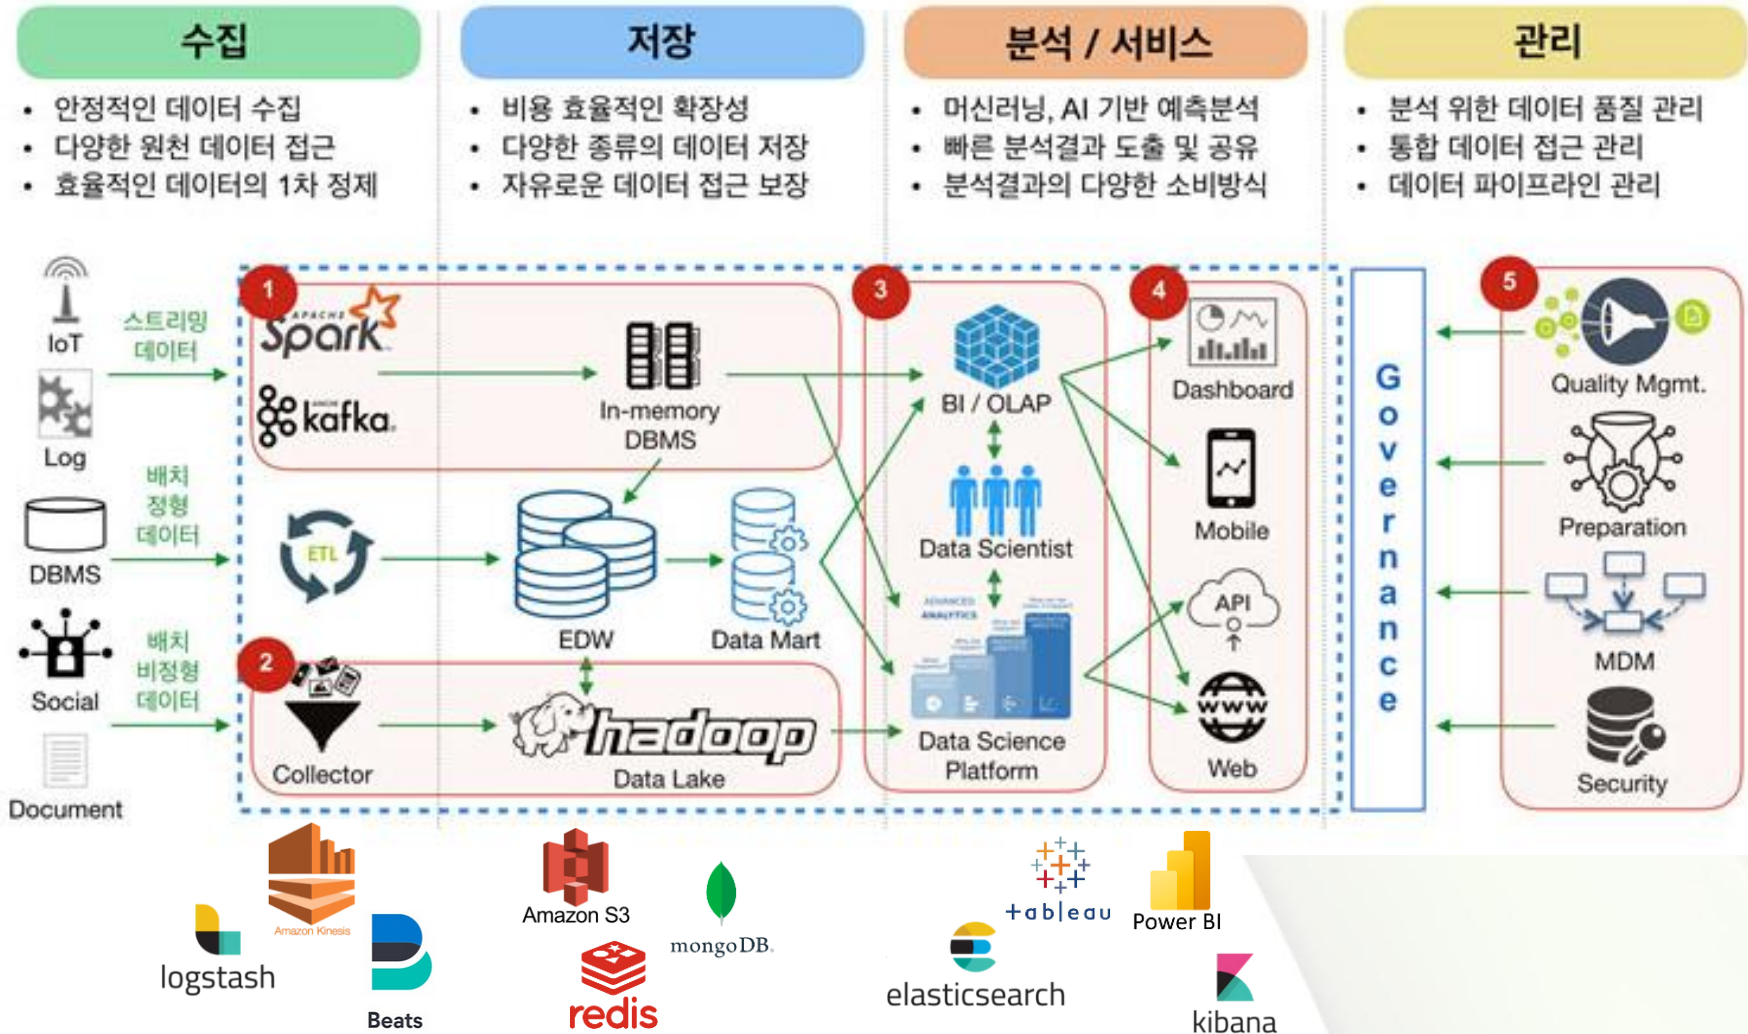 수집
• 안정적인 데이터 수집
• 다양한 원천 데이터 접근
• 효율적인 데이터의 1차 정제
저장
• 비용 효율적인 확장성
• 다양한 종류의 데이터 저장
• 자유로운 데이터 접근 보장
분석 / 서비스
• 머신러닝, AI 기반 예측분석
• 빠른 분석결과 도출 및 공유
• 분석결과의 다양한 소비방식
관리
• 분석 위한 데이터 품질 관리
• 통합 데이터 접근 관리
• 데이터 파이프라인 관리
IoT
Log
DBMS
Social
Document
스트리밍
데이터
배치
정형
데이터
배치
비정형
데이터
1
APACHE
Spark
kafka
In-memory
DBMS
ETL
EDW
Data Mart
2
Collector
hadoop
Data Lake
3
BI / OLAP
Data Scientist
ADVANCED
ANALYTICS
Data Science
Platform
4
Dashboard
Mobile
API
www
Web
Governance
5
Quality Mgmt.
Preparation
MDM
Security
logstash
Amazon Kinesis
Beats
Amazon S3
redis
mongoDB.
elasticsearch
+ableau
Power BI
kibana